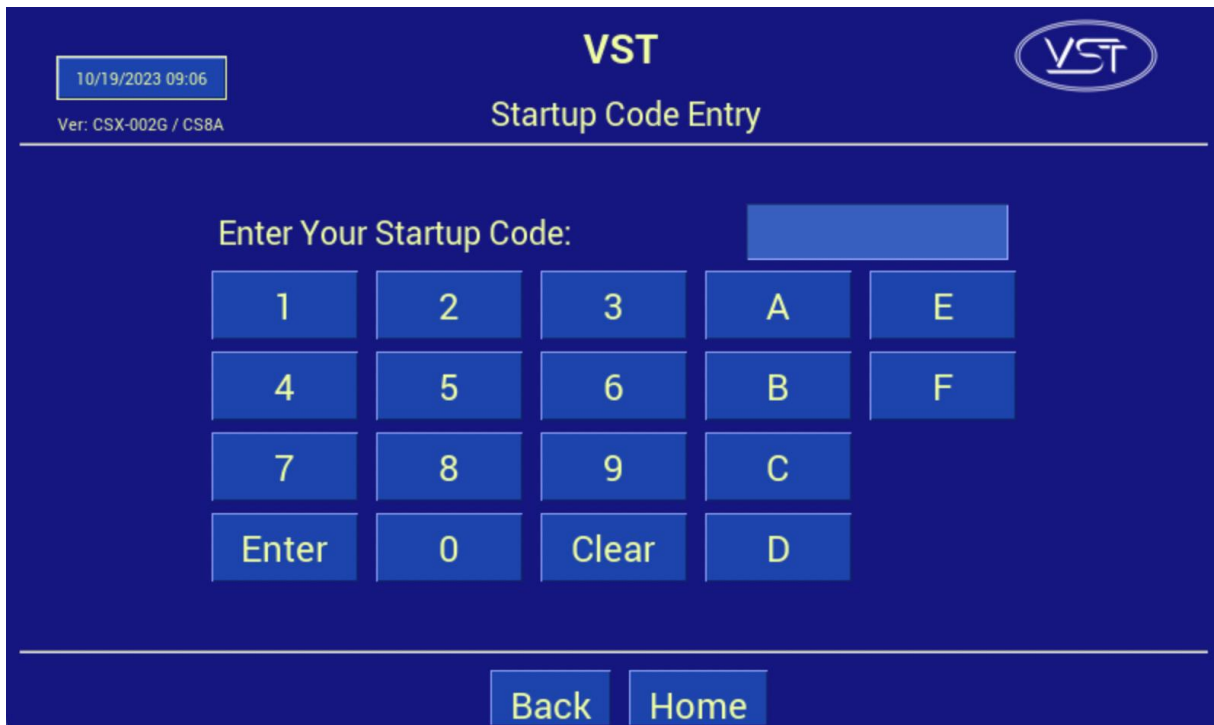 VST
10/19/2023 09:06
VST
Ver: CSX-002G / CS8A
Startup Code Entry
Enter Your Startup Code:
1 2 3 A E
4 5 6 B F
7 8 9 C
Enter 0 Clear D
Back Home